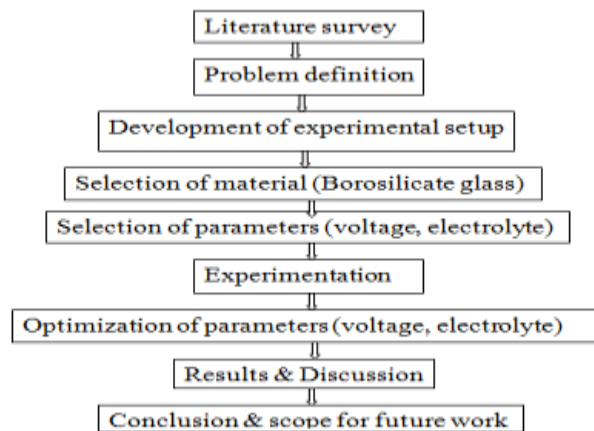 Literature survey
Problem definition
Development of experimental setup
Selection of material (Borosilicate glass)
Selection of parameters (voltage, electrolyte)
Experimentation
Optimization of parameters (voltage, electrolyte)
Results & Discussion
Conclusion & scope for future work